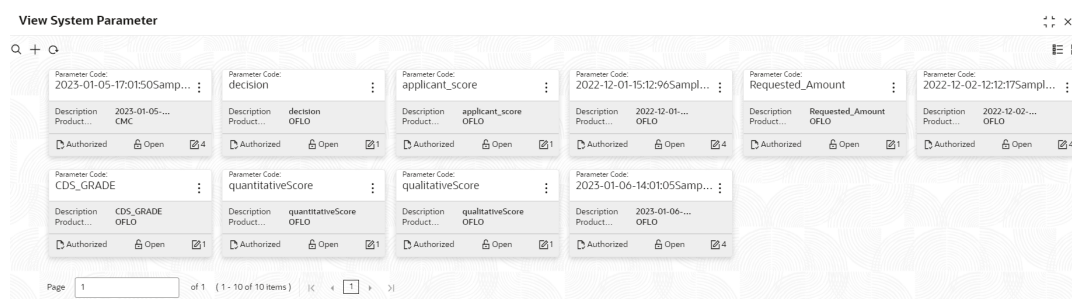 View System Parameter
Parameter Code:
2023-01-05-17:01:50Samp...
Description 2023-01-05-...
Product... CMC
Authorized Open 4
Parameter Code:
decision
Description decision
Product... OFLO
Authorized Open 1
Parameter Code:
applicant_score
Description applicant_score
Product... OFLO
Authorized Open 1
Parameter Code:
2022-12-01-15:12:96Sampl...
Description 2022-12-01-...
Product... OFLO
Authorized Open 4
Parameter Code:
Requested_Amount
Description Requested_Amount
Product... OFLO
Authorized Open 1
Parameter Code:
2022-12-02-12:12:17Sampl...
Description 2022-12-02-...
Product... OFLO
Authorized Open 4
Parameter Code:
CDS_GRADE
Description CDS_GRADE
Product... OFLO
Authorized Open 1
Parameter Code:
quantitativeScore
Description quantitativeScore
Product... OFLO
Authorized Open 1
Parameter Code:
qualitativeScore
Description qualitativeScore
Product... OFLO
Authorized Open 1
Parameter Code:
2023-01-06-14:01:05Samp...
Description 2023-01-06-...
Product... OFLO
Authorized Open 4
Page 1 of 1 (1 - 10 of 10 items) 1